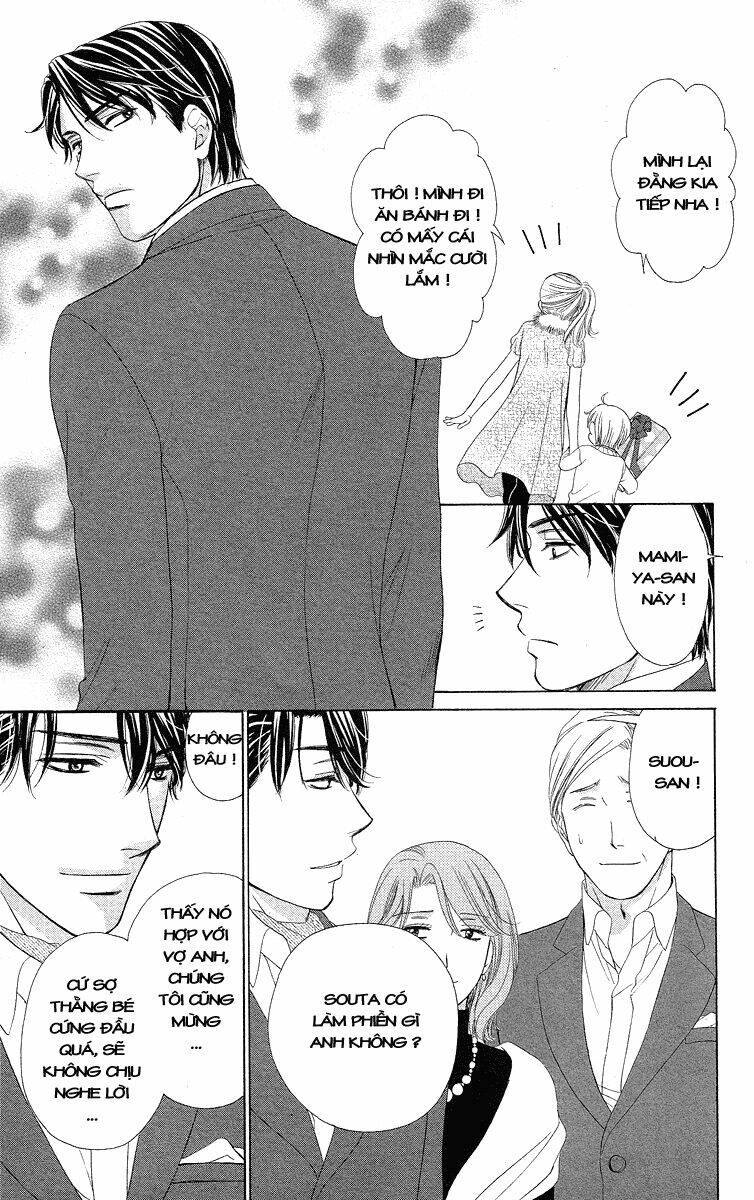 MÌNH LẠI
ĐẰNG KIA
TIẾP NHA !
THÔI ! MÌNH ĐI
ĂN BÁNH ĐI !
CÓ MẤY CÁI
NHÌN MẮC CƯỜI
LẮM !
MAMI-
YA-SAN
NÀY !
SUOU-
SAN !
SOUTA CÓ
LÀM PHIỀN GÌ
ANH KHÔNG ?
KHÔNG
ĐÂU !
THẤY NÓ
HỢP VỚI
VỢ ANH,
CHÚNG
TÔI CŨNG
MỪNG
...
CỨ SỢ
THẰNG BÉ
CỨNG ĐẦU
QUÁ, SẼ
KHÔNG CHỊU
NGHE LỜI
...